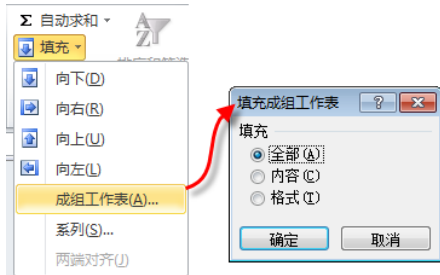 Σ 自动求和
填充
向下(D)
向右(R)
向上(U)
向左(L)
成组工作表(A)...
系列(S)...
两端对齐(J)
填充成组工作表
填充
全部(A)
内容(C)
格式(T)
确定 取消